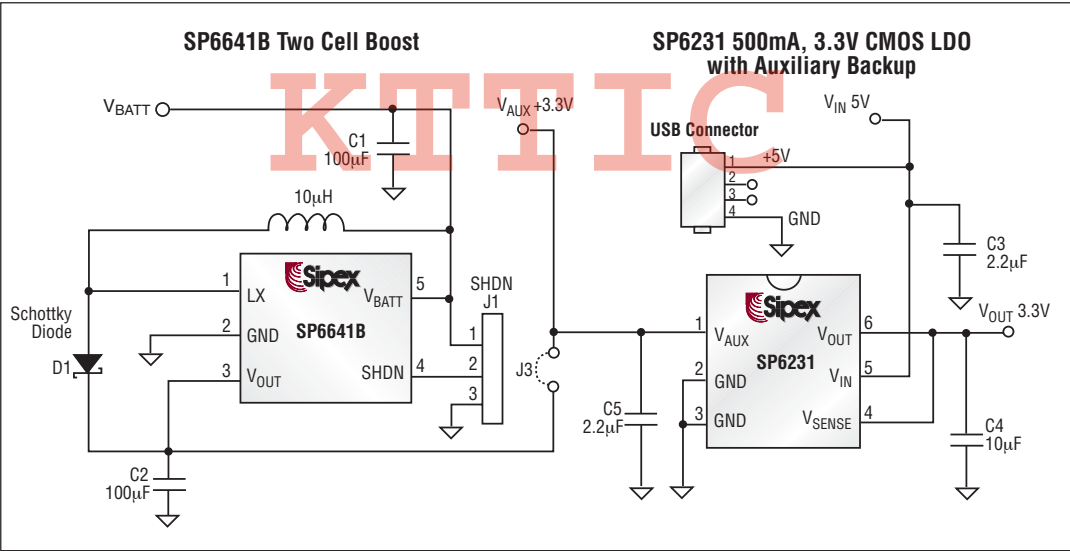 SP6641B Two Cell Boost
SP6231 500mA, 3.3V CMOS LDO
with Auxiliary Backup
KTTIC
VBATT
C1
100µF
VAUX +3.3V
VIN 5V
USB Connector
1
+5V
2
3
4
GND
10µH
C3
2.2µF
Schottky
Diode
D1
1
LX
2
GND
3
VOUT
Sipex
SP6641B
VBATT
5
SHDN
4
SHDN
J1
1
2
3
J3
C2
100µF
C5
2.2µF
1
VAUX
2
GND
3
GND
Sipex
SP6231
VOUT
6
VIN
5
VSENSE
4
VOUT 3.3V
C4
10µF